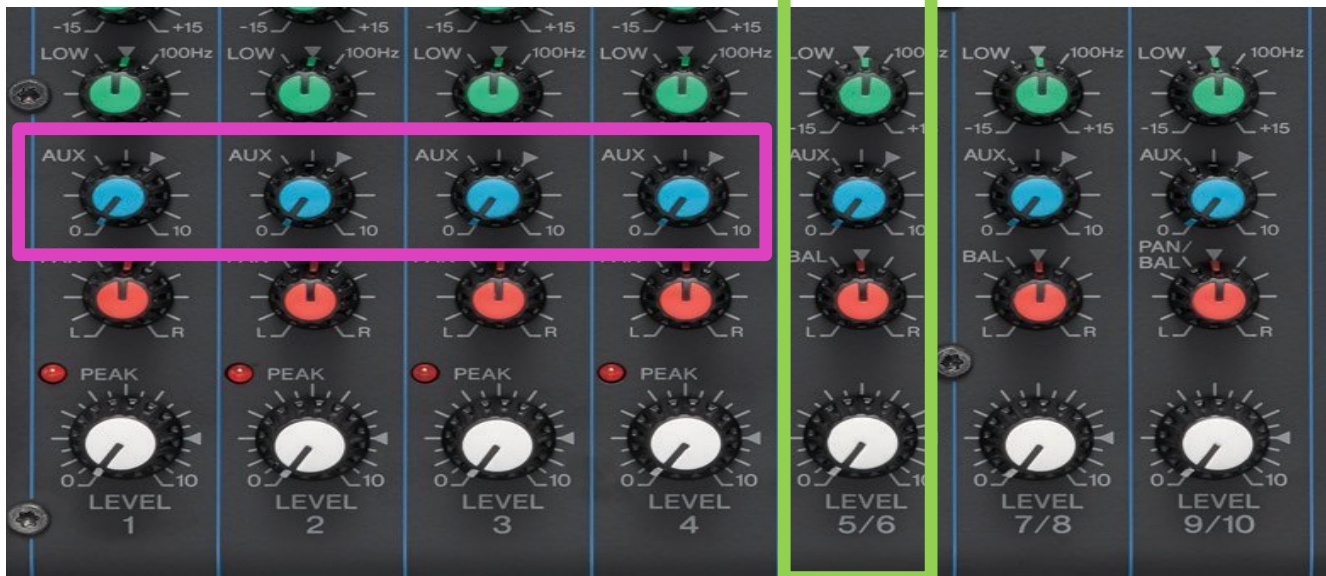 -15 +15 -15 +15 -15 +15 -15 +15
LOW 100Hz LOW 100Hz LOW 100Hz LOW 100Hz LOW 100 LOW 100Hz LOW 100Hz
-15 +1 -15 +15 -15 +15
AUX AUX AUX AUX AUX AUX AUX
0 10 0 10 0 10 0 10 0 10 0 10 0 10
PAN/
BAL BAL BAL
L R L R L R L R L R L R L R
PEAK PEAK PEAK PEAK
0 10 0 10 0 10 0 10 0 10 0 10 0 10
LEVEL LEVEL LEVEL LEVEL LEVEL LEVEL LEVEL
1 2 3 4 5/6 7/8 9/10